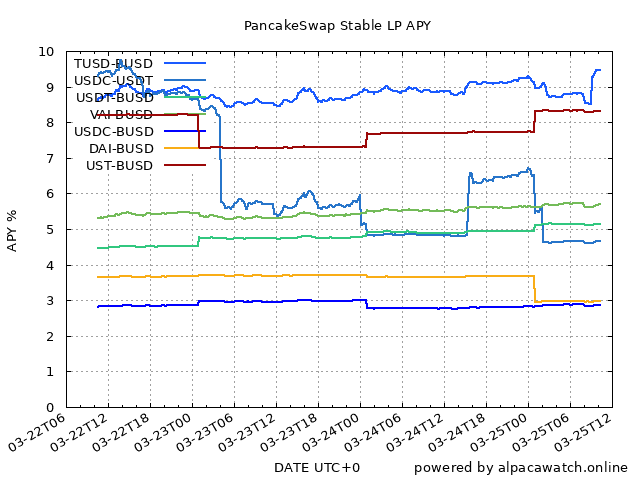 PancakeSwap Stable LP APY
10
9
8
7
6
5
4
3
2
1
0
APY %
TUSD-BUSD
USDC-USDT
USDT-BUSD
VAI-BUSD
USDC-BUSD
DAI-BUSD
UST-BUSD
03-22T06
03-22T12
03-22T18
03-23T00
03-23T06
03-23T12
03-23T18
03-24T00
03-24T06
03-24T12
03-24T18
03-25T00
03-25T06
03-25T12
DATE UTC+0
powered by alpacawatch.online